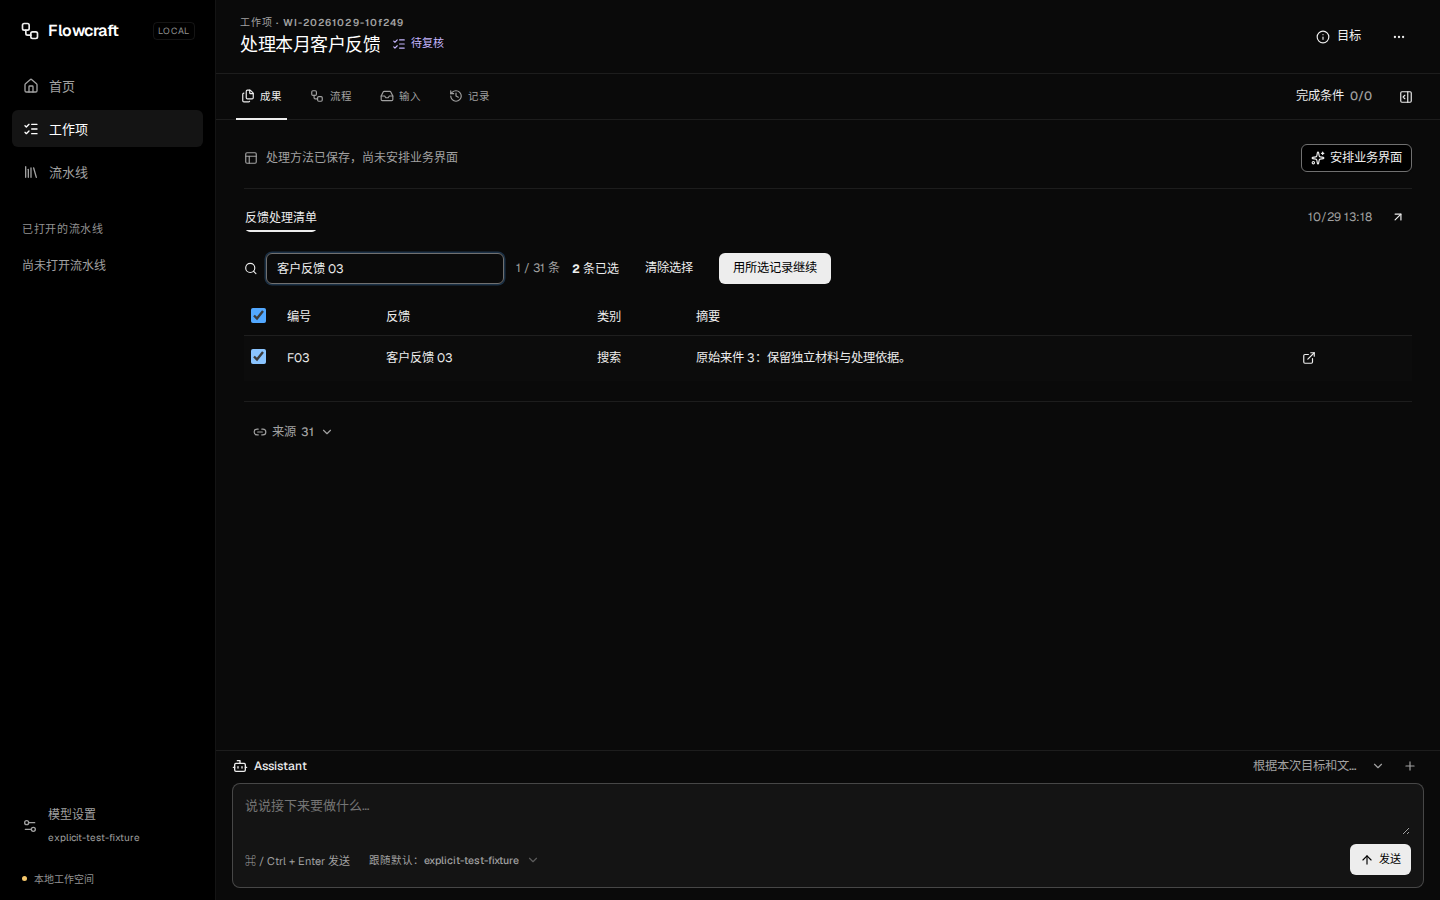 Flowcraft
LOCAL
首页
工作项
流水线
已打开的流水线
尚未打开流水线
模型设置
explicit-test-fixture
本地工作空间
工作项 · WI-20261029-10f249
处理本月客户反馈
待复核
目标
成果
流程
输入
记录
完成条件 0/0
处理方法已保存，尚未安排业务界面
安排业务界面
反馈处理清单
10/29 13:18
客户反馈 03
1 / 31 条
2 条已选
清除选择
用所选记录继续
编号 反馈 类别 摘要
F03 客户反馈 03 搜索 原始来件 3：保留独立材料与处理依据。
来源 31
Assistant
根据本次目标和文...
说说接下来要做什么...
⌘ / Ctrl + Enter 发送
跟随默认：explicit-test-fixture
发送